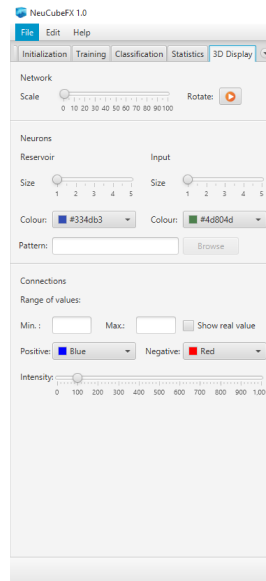 NeuCubeFX 1.0
File Edit Help
Initialization Training Classification Statistics 3D Display
Network
Scale Rotate:
0 10 20 30 40 50 60 70 80 90 100
Neurons
Reservoir Input
Size Size
1 2 3 4 5 1 2 3 4 5
Colour: #334db3 Colour: #4d804d
Pattern: Browse
Connections
Range of values:
Min. : Max.: Show real value
Positive: Blue Negative: Red
Intensity:
0 100 200 300 400 500 600 700 800 900 1,00